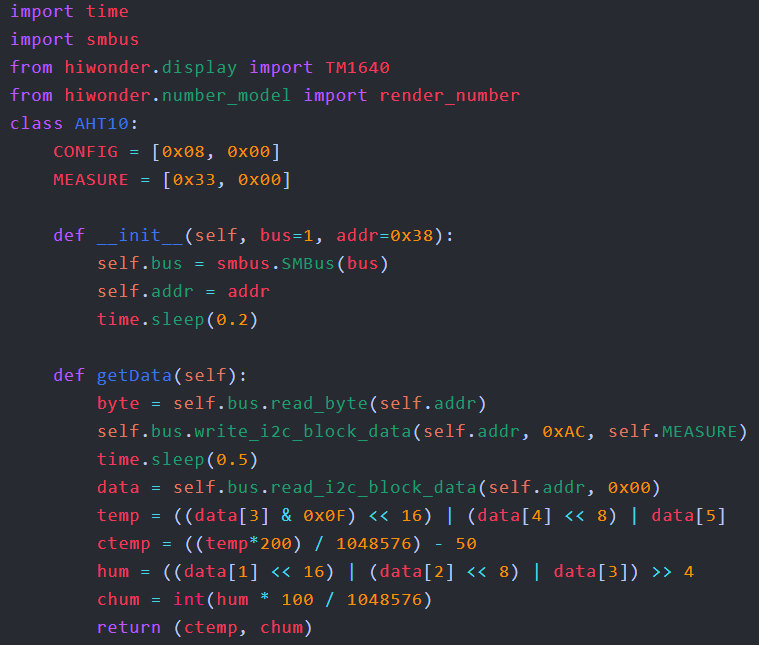 import time
import smbus
from hiwonder.display import TM1640
from hiwonder.number_model import render_number
class AHT10:
    CONFIG = [0x08, 0x00]
    MEASURE = [0x33, 0x00]

    def __init__(self, bus=1, addr=0x38):
        self.bus = smbus.SMBus(bus)
        self.addr = addr
        time.sleep(0.2)

    def getData(self):
        byte = self.bus.read_byte(self.addr)
        self.bus.write_i2c_block_data(self.addr, 0xAC, self.MEASURE)
        time.sleep(0.5)
        data = self.bus.read_i2c_block_data(self.addr, 0x00)
        temp = ((data[3] & 0x0F) << 16) | (data[4] << 8) | data[5]
        ctemp = ((temp*200) / 1048576) - 50
        hum = ((data[1] << 16) | (data[2] << 8) | data[3]) >> 4
        chum = int(hum * 100 / 1048576)
        return (ctemp, chum)